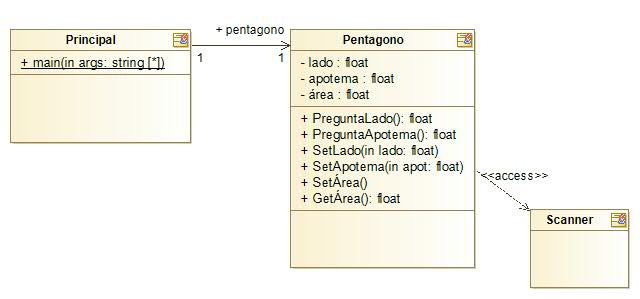 + pentagono
Principal
+ main(in args: string [*])
1
1
Pentagono
- lado : float
- apotema : float
- área : float
+ PreguntaLado(): float
+ PreguntaApotema(): float
+ SetLado(in lado: float)
+ SetApotema(in apot: float)
+ SetÁrea()
+ GetÁrea(): float
<<access>>
Scanner